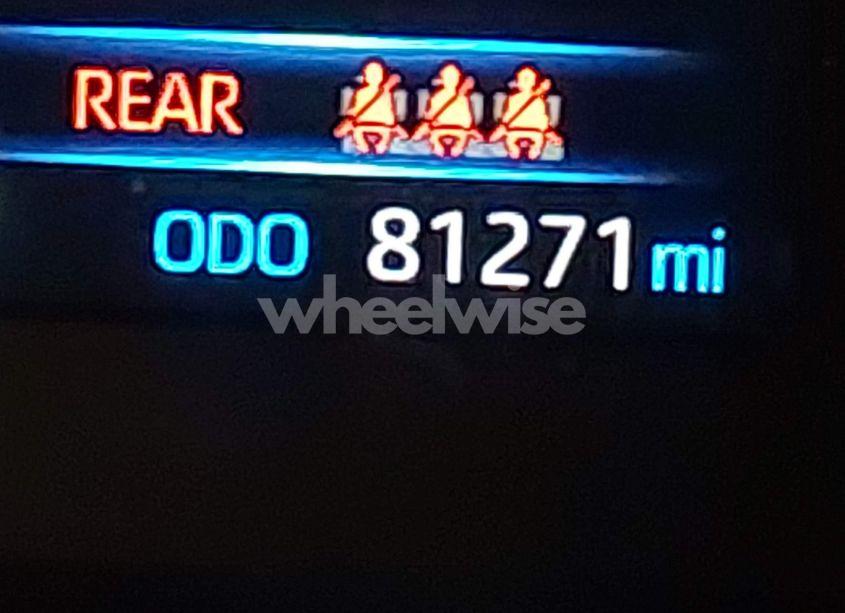 REAR
ODO 81271 mi
wheelwise